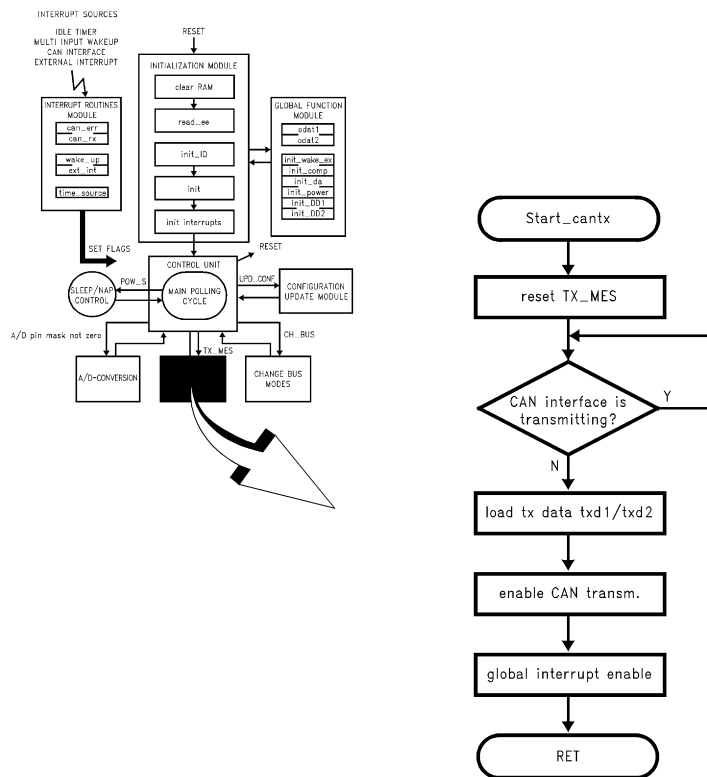 INTERRUPT SOURCES
IDLE TIMER
MULTI INPUT WAKEUP
CAN INTERFACE
EXTERNAL INTERRUPT
INTERRUPT ROUTINES
MODULE
can_err
can_rx
wake_up
ext_int
time_source
SET FLAGS
RESET
INITIALIZATION MODULE
clear RAM
read_ee
init_ID
init
init interrupts
GLOBAL FUNCTION
MODULE
odat1
odat2
init_wake_ex
init_comp
init_da
init_power
init_DD1
init_DD2
RESET
CONTROL UNIT
MAIN POLLING
CYCLE
POW_S
SLEEP/NAP
CONTROL
UPD_CONF
CONFIGURATION
UPDATE MODULE
A/D pin mask not zero
TX_MES
CH_BUS
A/D-CONVERSION
CHANGE BUS
MODES
Start_cantx
reset TX_MES
CAN interface is
transmitting?
Y
N
load tx data txd1/txd2
enable CAN transm.
global interrupt enable
RET